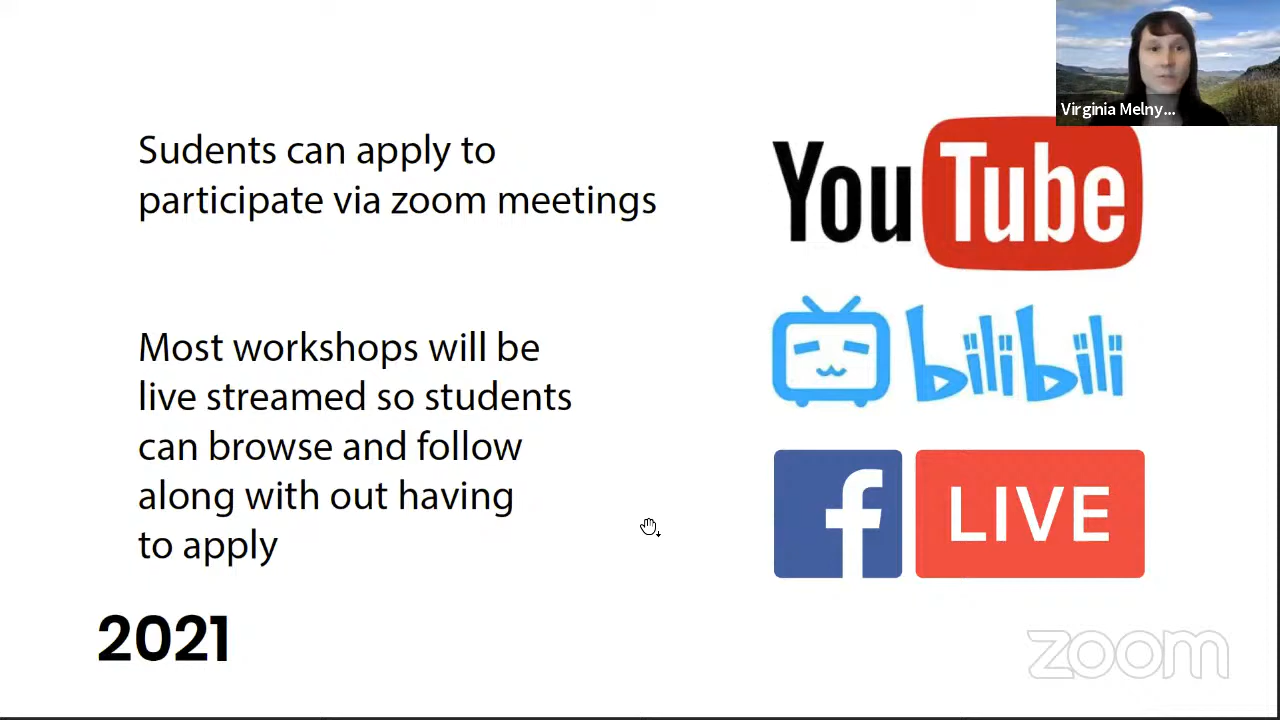 Virginia Melny...
Sudents can apply to
participate via zoom meetings
YouTube
Most workshops will be
live streamed so students
can browse and follow
along with out having
to apply
bilibili
f LIVE
2021
zoom